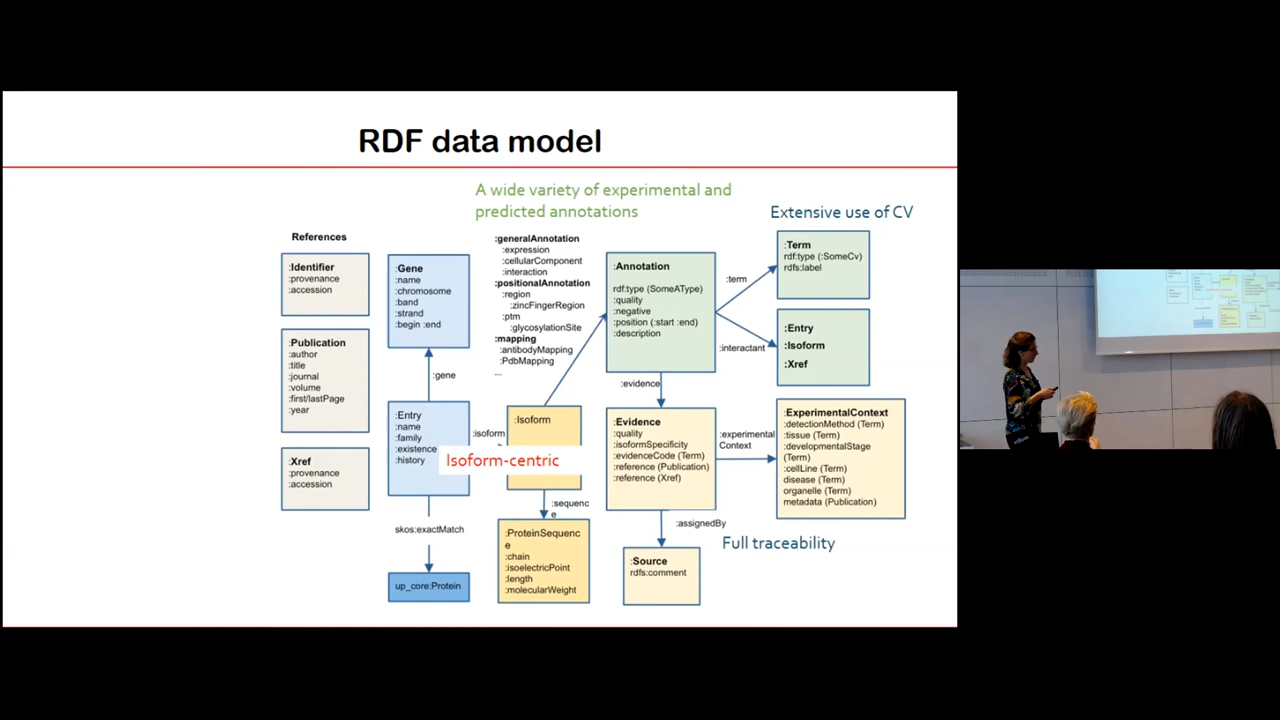 RDF data model
A wide variety of experimental and
predicted annotations
Extensive use of CV
References
:Identifier
:provenance
:accession
:Publication
:author
:title
:journal
:volume
:first/lastPage
:year
:Xref
:provenance
:accession
:Gene
:name
:chromosome
:band
:strand
:begin :end
:gene
:Entry
:name
:family
:existence
:history
skos:exactMatch
up_core:Protein
:generalAnnotation
:expression
:cellularComponent
:interaction
:positionalAnnotation
:region
:zincFingerRegion
:ptm
:glycosylationSite
:mapping
:antibodyMapping
:PdbMapping
...
:isoform
:Isoform
Isoform-centric
:sequenc
e
:ProteinSequenc
e
:chain
:isoelectricPoint
:length
:molecularWeight
:Annotation
rdf:type (SomeAType)
:quality
:negative
:position (:start :end)
:description
:evidence
:Evidence
:quality
:isoformSpecificity
:evidenceCode (Term)
:reference (Publication)
:reference (Xref)
:assignedBy
:Source
rdfs:comment
:term
:Term
rdf:type (:SomeCv)
rdfs:label
:interactant
:Entry
:Isoform
:Xref
:experimental
Context
:ExperimentalContext
:detectionMethod (Term)
:tissue (Term)
:developmentalStage
(Term)
:cellLine (Term)
disease (Term)
organelle (Term)
metadata (Publication)
Full traceability